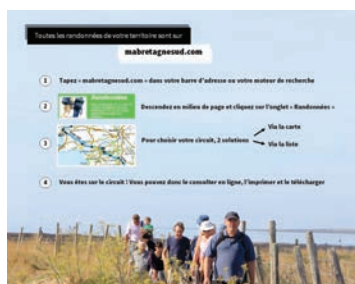 Toutes les randonnées de votre territoire sont sur
mabretagnesud.com
1 Tapez « mabretagnesud.com » dans votre barre d'adresse ou votre moteur de recherche
2 Descendez en milieu de page et cliquez sur l'onglet « Randonnées »
3 Pour choisir votre circuit, 2 solutions
Via la carte
Via la liste
4 Vous êtes sur le circuit ! Vous pouvez donc le consulter en ligne, l'imprimer et le télécharger